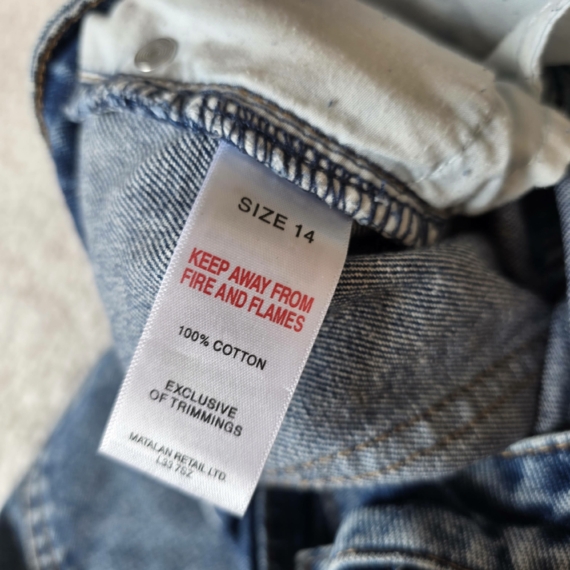 SIZE 14
KEEP AWAY FROM
FIRE AND FLAMES
100% COTTON
EXCLUSIVE
OF TRIMMINGS
MATALAN RETAIL LTD.
L33 7SZ